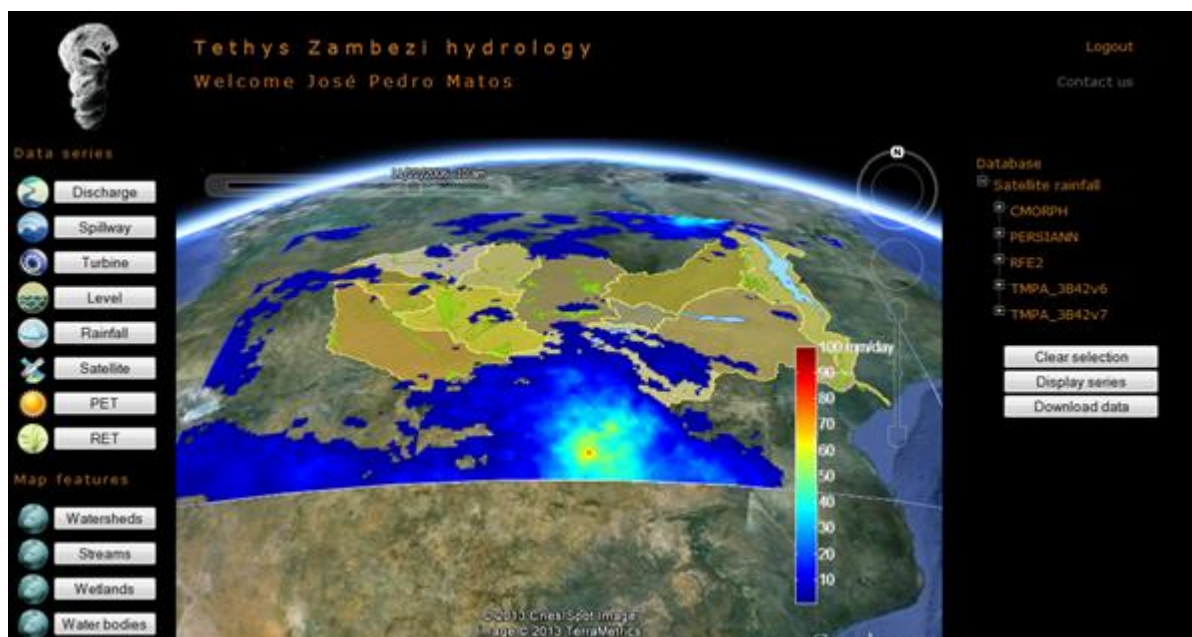 Tethys Zambezi hydrology
Welcome José Pedro Matos
Logout
Contact us
Data series
Discharge
Spillway
Turbine
Level
Rainfall
Satellite
PET
RET
Map features
Watersheds
Streams
Wetlands
Water bodies
N
100 mm/day
90
80
70
60
50
40
30
20
10
© 2013 Cnes/Spot Image
Image © 2013 TerraMetrics
Database
Satellite rainfall
CMORPH
PERSIANN
RFE2
TMPA_3B42v6
TMPA_3B42v7
Clear selection
Display series
Download data